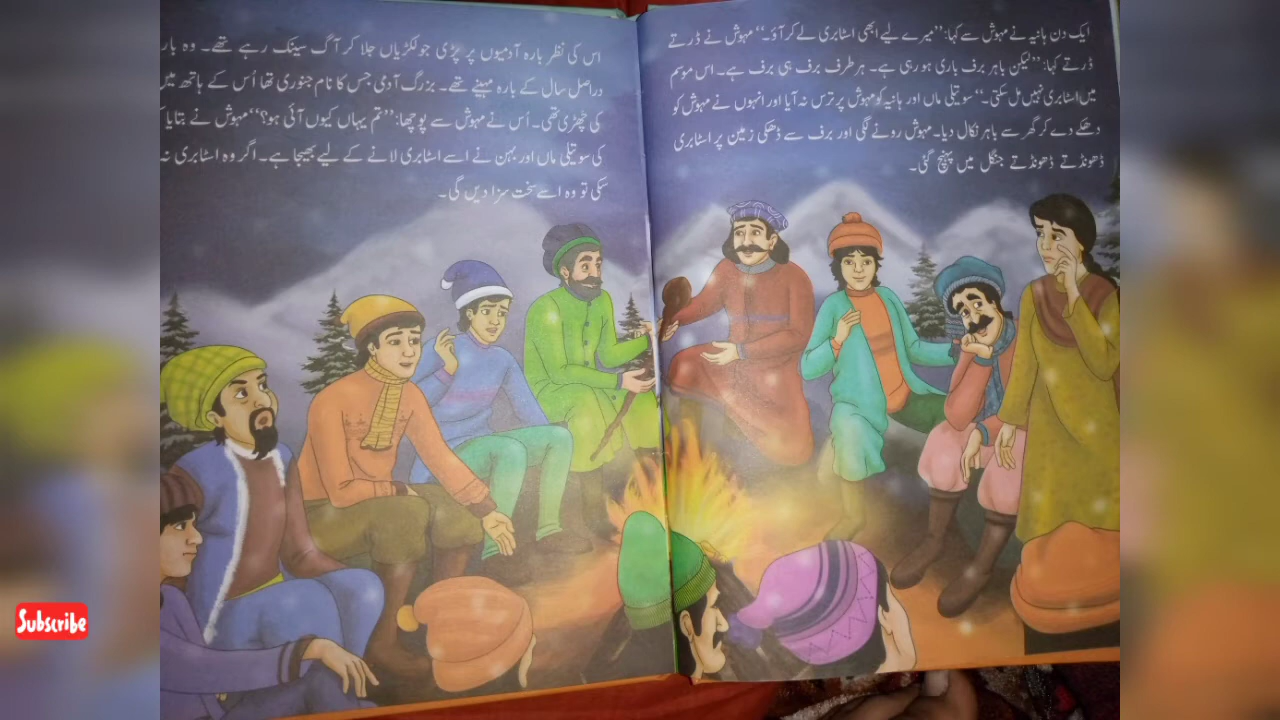 ایک دن ہانیہ نے مہوش سے کہا: ’’میرے لیے ابھی اسٹابری لے کر آؤ۔‘‘ مہوش نے ڈرتے
ڈرتے کہا: ’’لیکن باہر برف باری ہو رہی ہے۔ ہر طرف برف ہی برف ہے۔ اس موسم
میں اسٹابری نہیں مل سکتی۔‘‘ سوتیلی ماں اور ہانیہ کو مہوش پر ترس نہ آیا اور انہوں نے مہوش کو
دھکے دے کر گھر سے باہر نکال دیا۔ مہوش رونے لگی اور برف سے ڈھکی زمین پر اسٹابری
ڈھونڈتے ڈھونڈتے جنگل میں پہنچ گئی۔
اس کی نظر بارہ آدمیوں پر پڑی جو لکڑیاں جلا کر آگ سینک رہے تھے۔ وہ بار
دراصل سال کے بارہ مہینے تھے۔ بزرگ آدمی جس کا نام جنوری تھا اُس کے ہاتھ میں
کی چھڑی تھی۔ اُس نے مہوش سے پوچھا: ’’تم یہاں کیوں آئی ہو؟‘‘ مہوش نے بتایا
کی سوتیلی ماں اور بہن نے اسے اسٹابری لانے کے لیے بھیجا ہے۔ اگر وہ اسٹابری نہ
سکی تو وہ اسے سخت سزا دیں گی۔
Subscribe